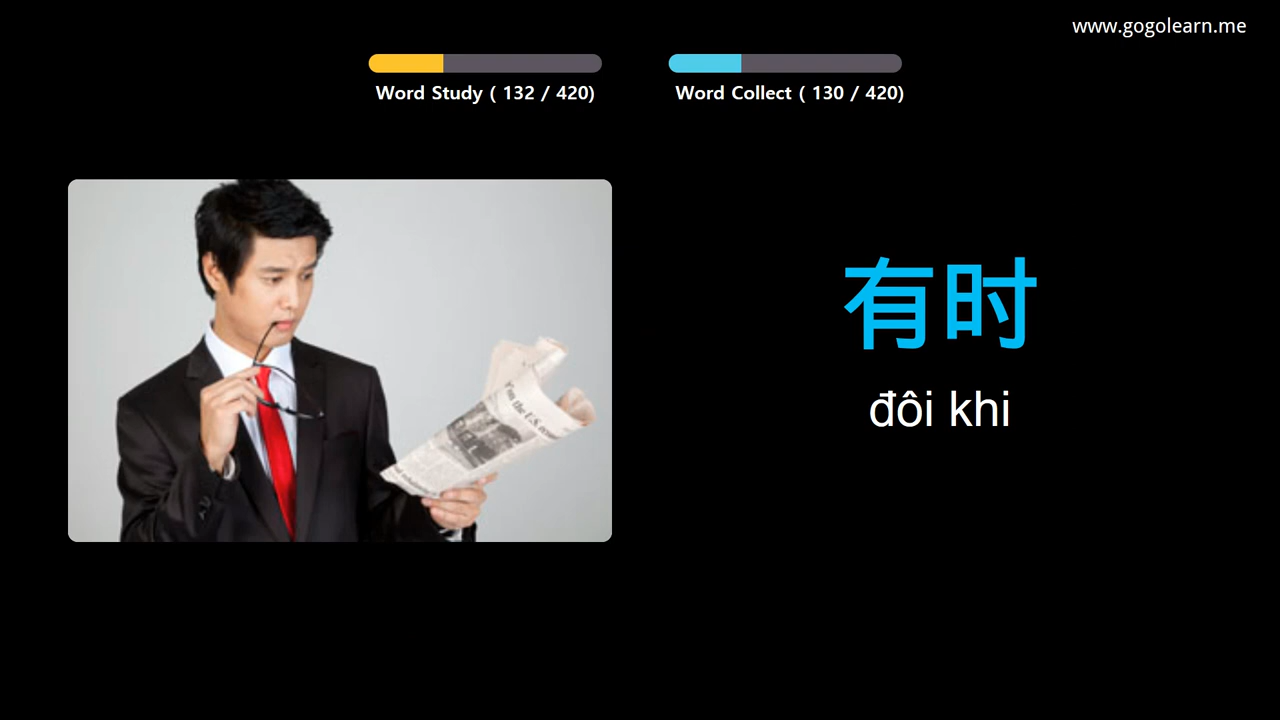 www.gogolearn.me
Word Study ( 132 / 420)
Word Collect ( 130 / 420)
有时
đôi khi